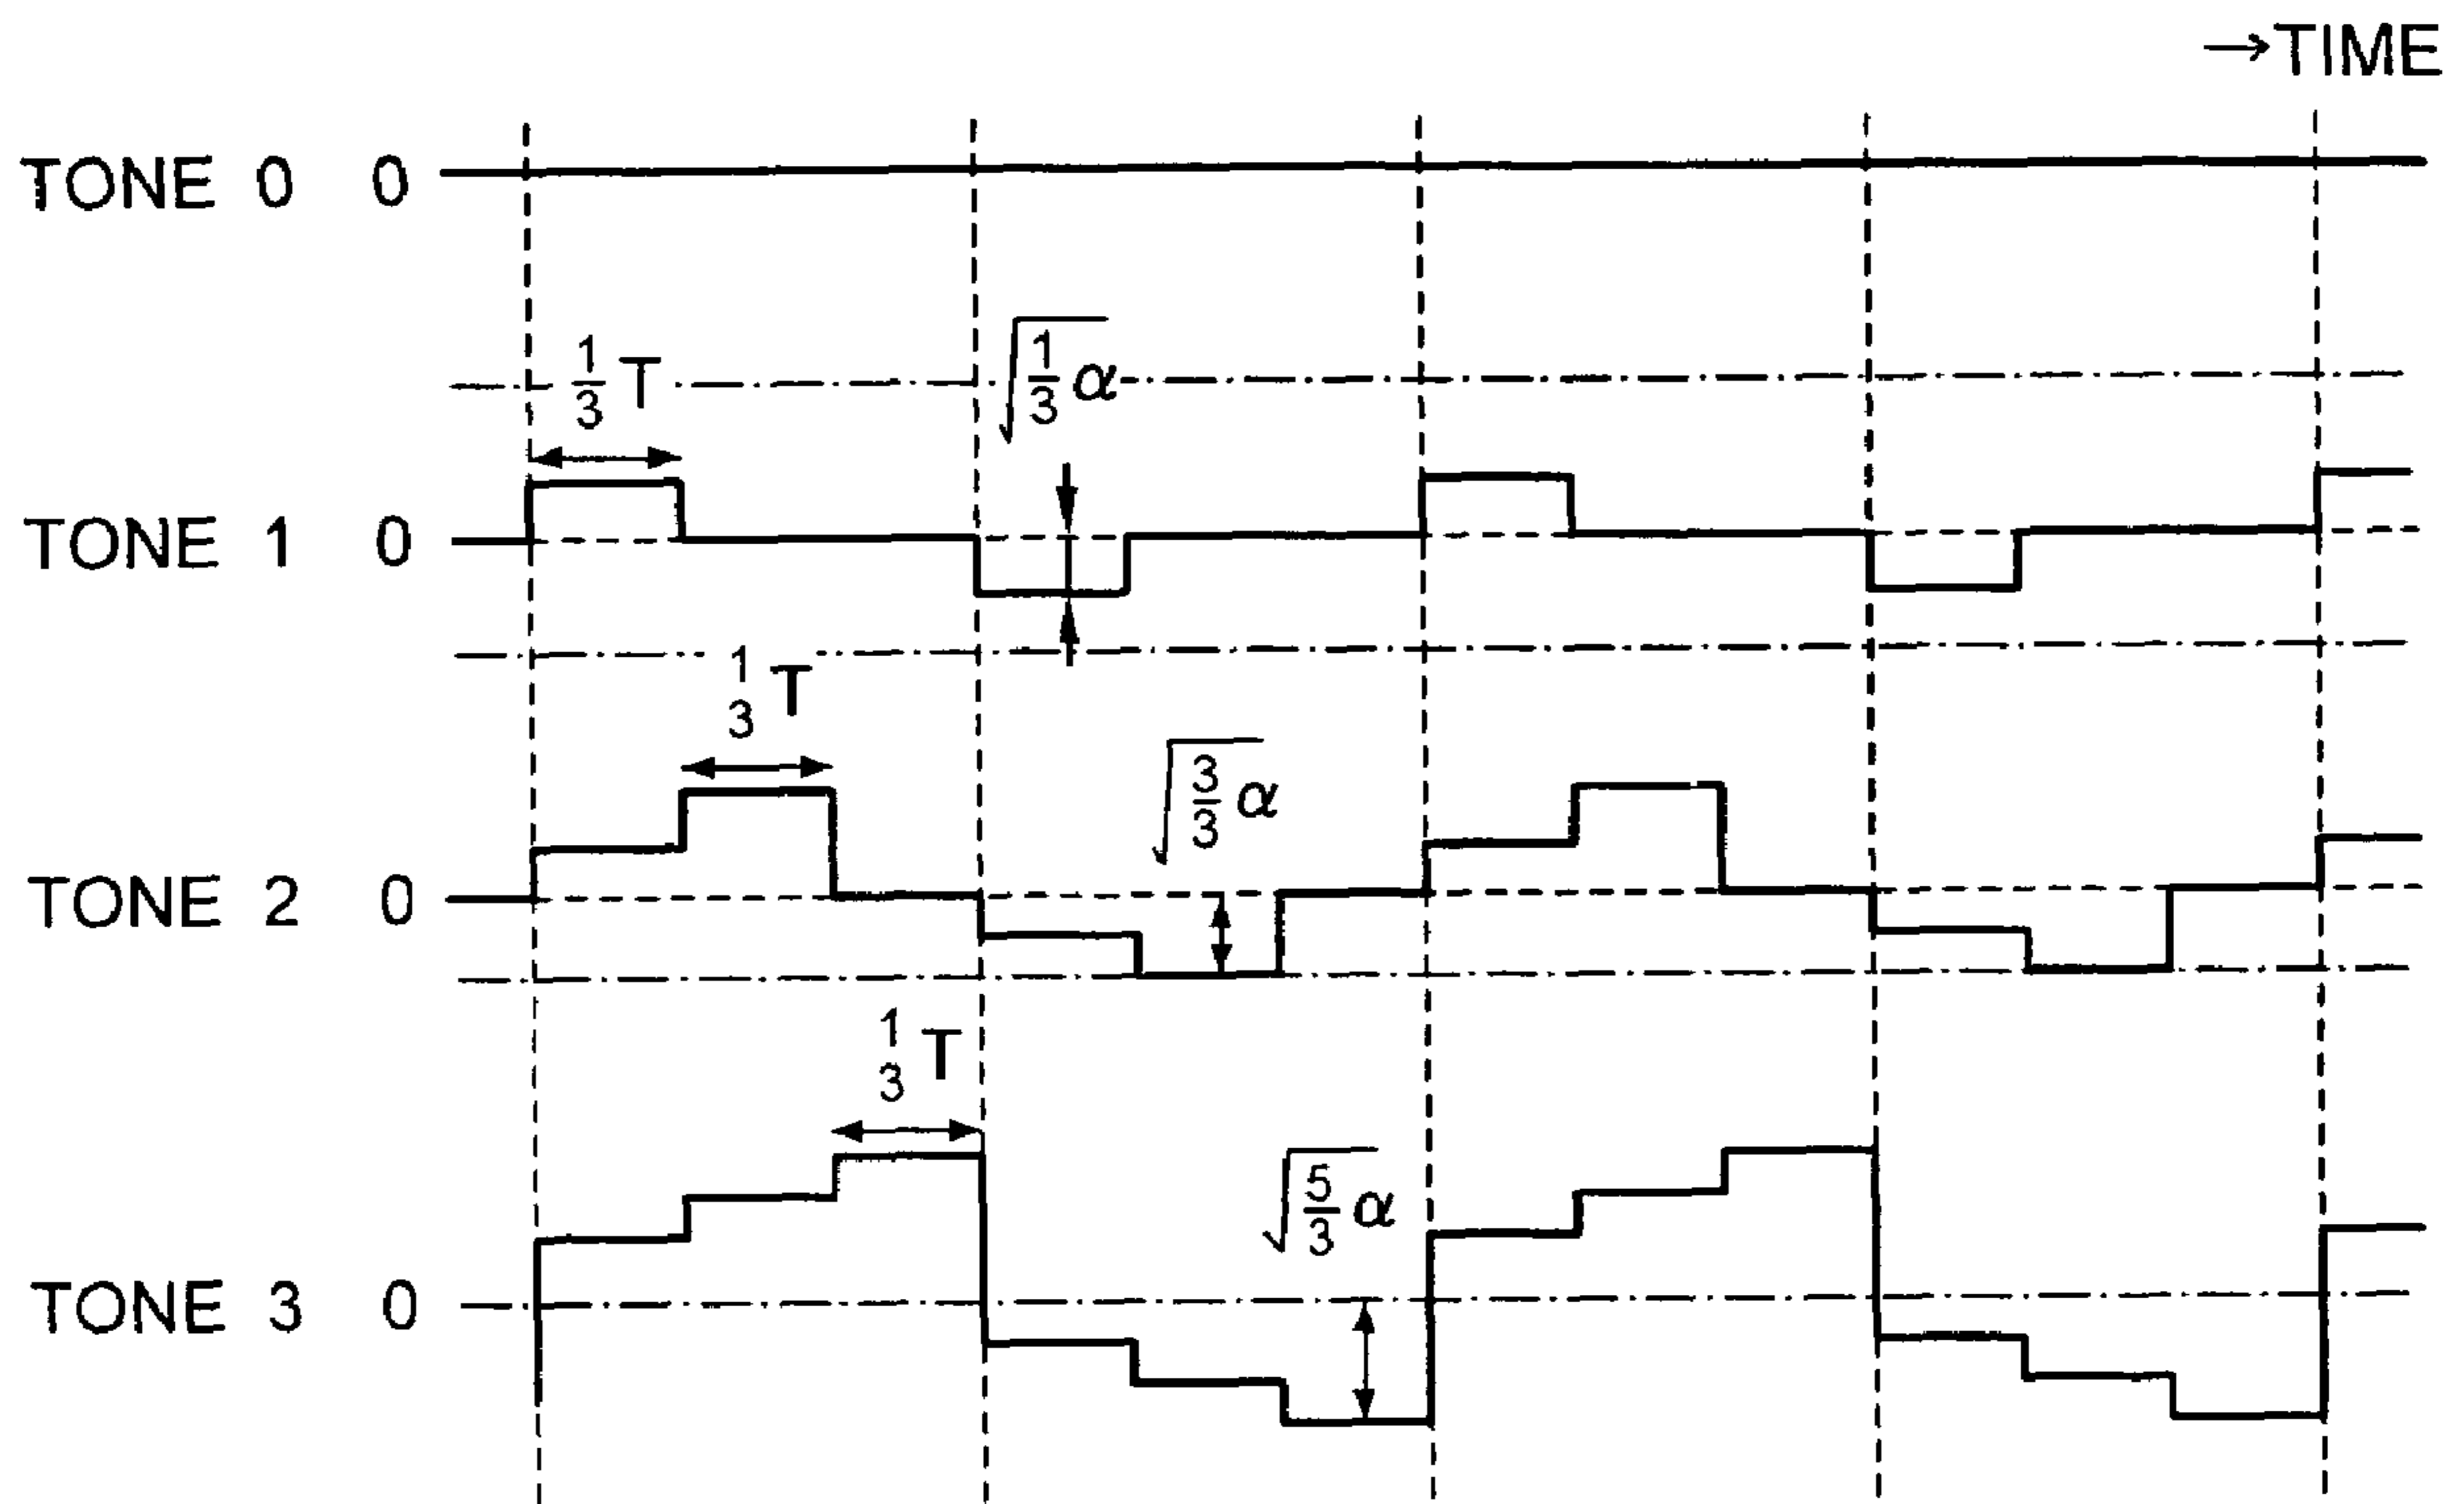 →TIME
TONE 0 0
1/3 T
√1/3 α
TONE 1 0
1/3 T
√3/3 α
TONE 2 0
1/3 T
√5/3 α
TONE 3 0